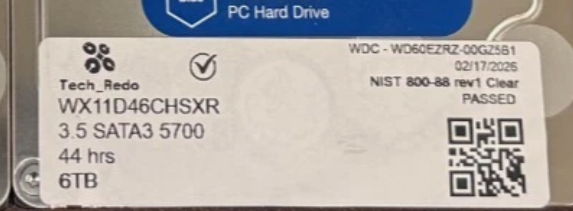 PC Hard Drive
Tech_Redo
WX11D46CHSXR
3.5 SATA3 5700
44 hrs
6TB
WDC - WD60EZRZ-00GZ5B1
02/17/2026
NIST 800-88 rev1 Clear
PASSED